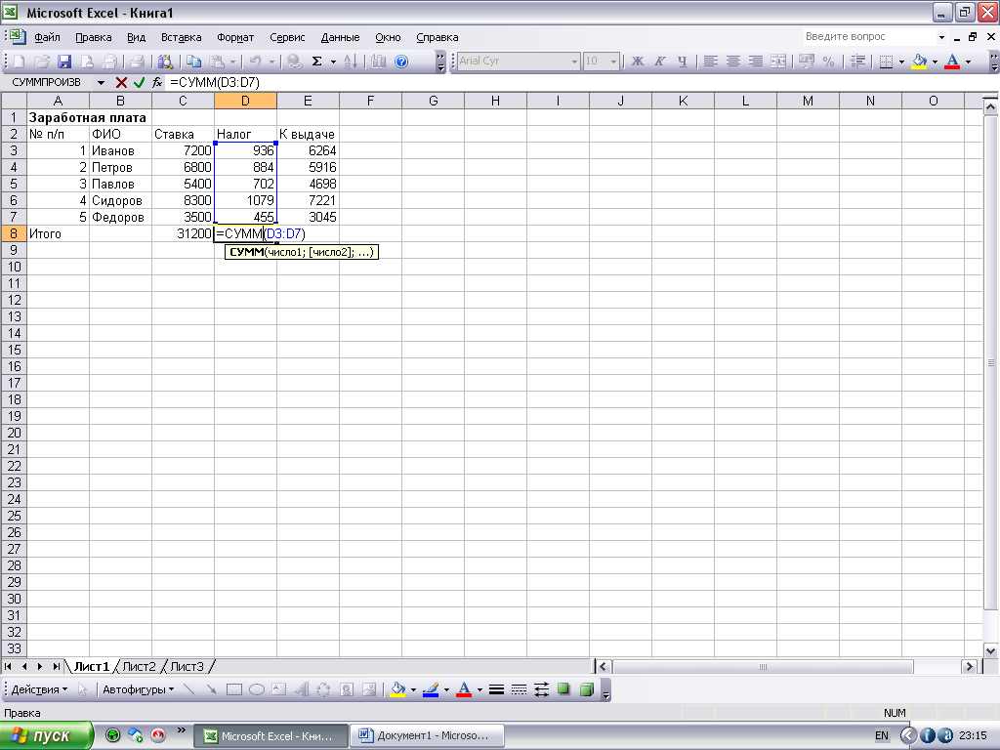 Microsoft Excel - Книга1
Файл Правка Вид Вставка Формат Сервис Данные Окно Справка Введите вопрос
Arial Cyr 10 Ж К Ч
СУММПРОИЗВ =СУММ(D3:D7)
A B C D E F G H I J K L M N O
1 Заработная плата
2 № п/п ФИО Ставка Налог К выдаче
3 1 Иванов 7200 936 6264
4 2 Петров 6800 884 5916
5 3 Павлов 5400 702 4698
6 4 Сидоров 8300 1079 7221
7 5 Федоров 3500 455 3045
8 Итого 31200 =СУММ(D3:D7)
9 СУММ(число1; [число2]; ...)
10
11
12
13
14
15
16
17
18
19
20
21
22
23
24
25
26
27
28
29
30
31
32
33
Лист1 Лист2 Лист3
Действия Автофигуры
Правка NUM
пуск Microsoft Excel - Кни... Документ1 - Microso... EN 23:15